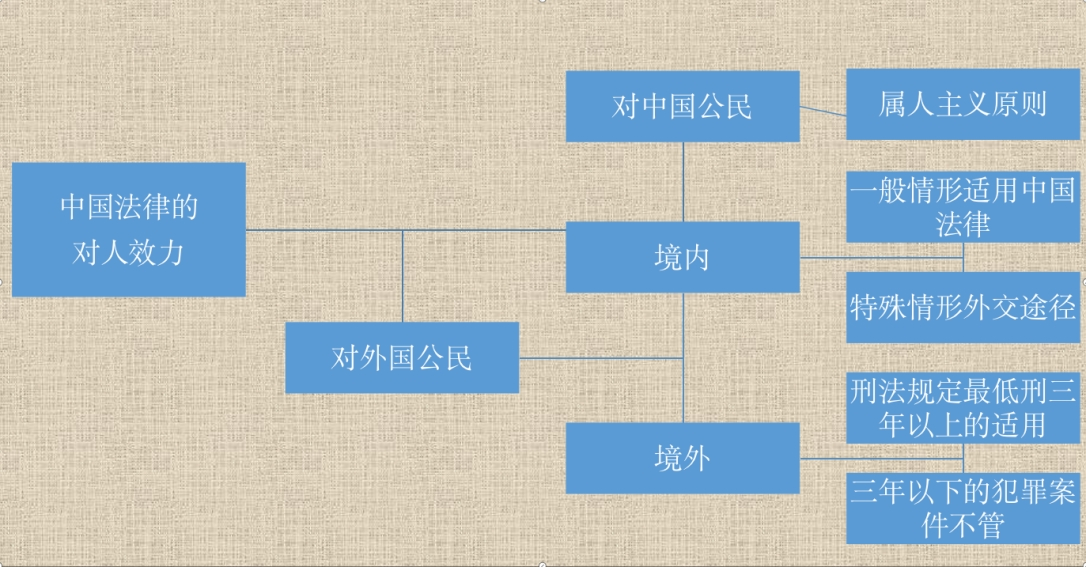 中国法律的
对人效力
对外国公民
对中国公民
属人主义原则
境内
一般情形适用中国
法律
特殊情形外文途径
境外
刑法规定最低刑三
年以上的适用
三年以下的犯罪案
件不管